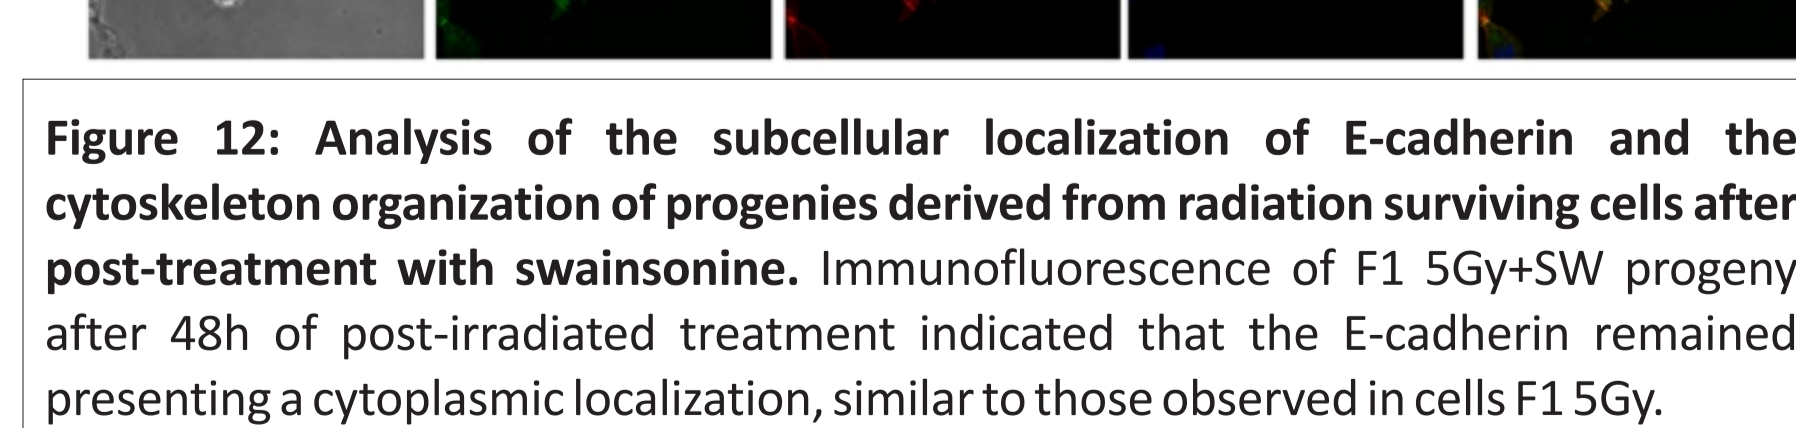 Figure 12: Analysis of the subcellular localization of E-cadherin and the
cytoskeleton organization of progenies derived from radiation surviving cells after
post-treatment with swainsonine. Immunofluorescence of F1 5Gy+SW progeny
after 48h of post-irradiated treatment indicated that the E-cadherin remained
presenting a cytoplasmic localization, similar to those observed in cells F1 5Gy.